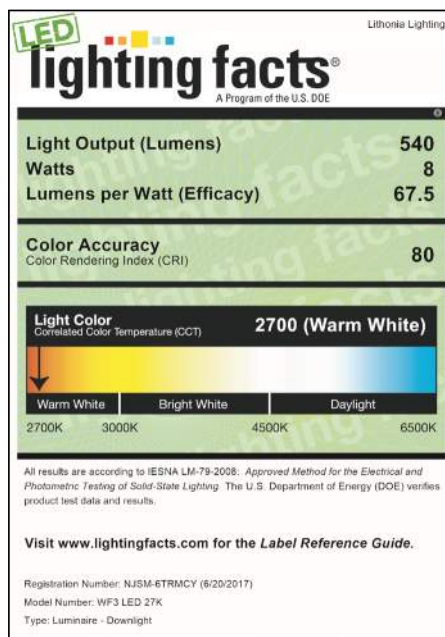 Lithonia Lighting
LED
lighting facts®
A Program of the U.S. DOE
Light Output (Lumens) 540
Watts 8
Lumens per Watt (Efficacy) 67.5
Color Accuracy
Color Rendering Index (CRI) 80
Light Color
Correlated Color Temperature (CCT) 2700 (Warm White)
Warm White Bright White Daylight
2700K 3000K 4500K 6500K
All results are according to IESNA LM-79-2008: Approved Method for the Electrical and
Photometric Testing of Solid-State Lighting. The U.S. Department of Energy (DOE) verifies
product test data and results.
Visit www.lightingfacts.com for the Label Reference Guide.
Registration Number: NJSM-6TRMCY (6/20/2017)
Model Number: WF3 LED 27K
Type: Luminaire - Downlight